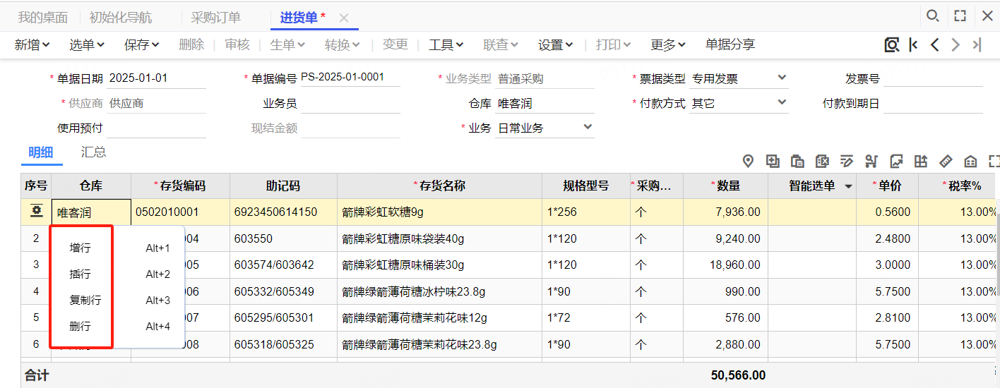 我的桌面 初始化导航 采购订单 进货单 *
新增 选单 保存 删除 审核 生单 转换 变更 工具 联查 设置 打印 更多 单据分享
* 单据日期 2025-01-01 * 单据编号 PS-2025-01-0001 * 业务类型 普通采购 * 票据类型 专用发票 发票号
* 供应商 供应商 业务员 仓库 唯客润 * 付款方式 其它 付款到期日
使用预付 现结金额 * 业务 日常业务
明细 汇总
序号 仓库 *存货编码 助记码 *存货名称 规格型号 *采购... *数量 智能选单 *单价 *税率%
唯客润 0502010001 6923450614150 箭牌彩虹软糖9g 1*256 个 7,936.00 0.5600 13.00%
2 04 603550 箭牌彩虹糖原味袋装40g 1*120 个 9,240.00 2.4800 13.00%
增行 Alt+1
3 05 603574/603642 箭牌彩虹糖原味桶装30g 1*120 个 18,960.00 3.0000 13.00%
插行 Alt+2
4 06 605332/605349 箭牌绿箭薄荷糖冰柠味23.8g 1*90 个 990.00 5.7500 13.00%
复制行 Alt+3
5 07 605295/605301 箭牌绿箭薄荷糖茉莉花味12g 1*72 个 576.00 2.8100 13.00%
删行 Alt+4
6 08 605318/605325 箭牌绿箭薄荷糖茉莉花味23.8g 1*90 个 2,880.00 5.7500 13.00%
合计 50,566.00